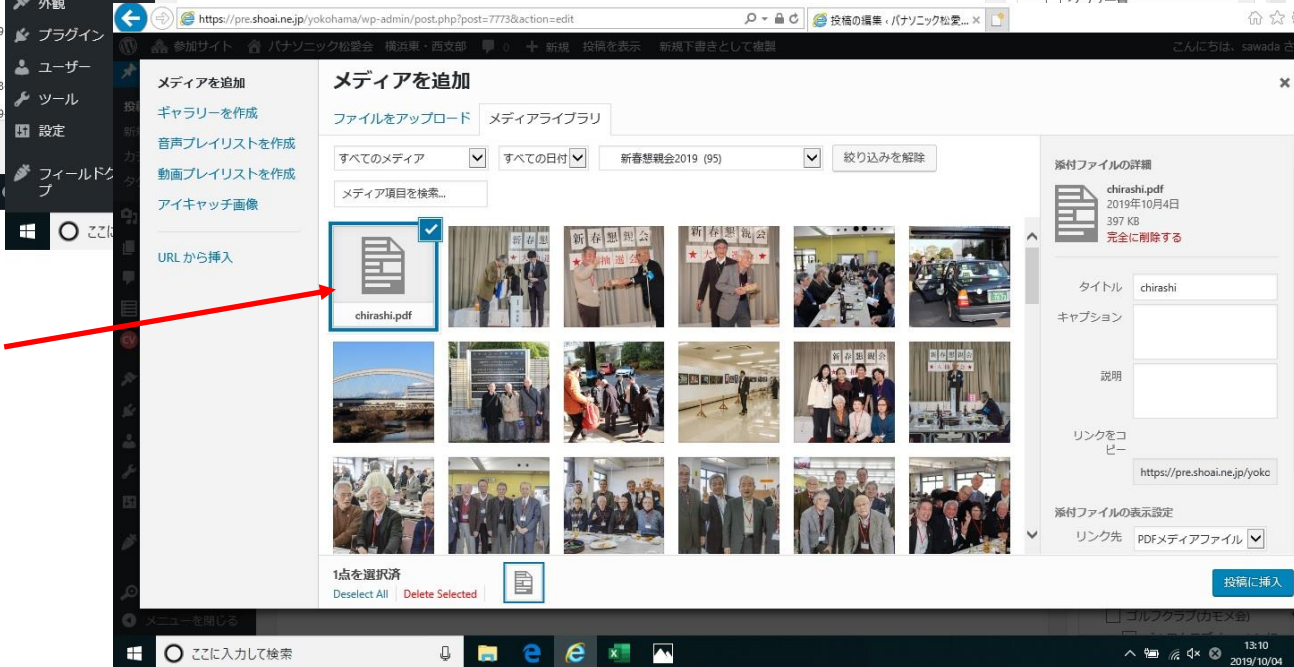 外観
プラグイン
ユーザー
ツール
設定
フィールドグ
プ
https://pre.shoai.ne.jp/yokohama/wp-admin/post.php?post=7773&action=edit
投稿の編集 ‹ パナソニック松愛... ×
参加サイト パナソニック松愛会 横浜東・西支部 0 + 新規 投稿を表示 新規下書きとして複製
こんにちは、sawada さ
メディアを追加
ギャラリーを作成
音声プレイリストを作成
動画プレイリストを作成
アイキャッチ画像
URL から挿入
メディアを追加
×
ファイルをアップロード メディアライブラリ
すべてのメディア すべての日付 新春懇親会2019 (95) 絞り込みを解除
メディア項目を検索...
chirashi.pdf
新春懇親会
新春懇親会
添付ファイルの詳細
chirashi.pdf
2019年10月4日
397 KB
完全に削除する
タイトル chirashi
キャプション
説明
リンクをコ
ピー
https://pre.shoai.ne.jp/yokc
添付ファイルの表示設定
リンク先 PDFメディアファイル
1点を選択済
Deselect All Delete Selected
投稿に挿入
メニューを閉じる
ゴルフクラブ(カモメ会)
ここに入力して検索
13:10
2019/10/04